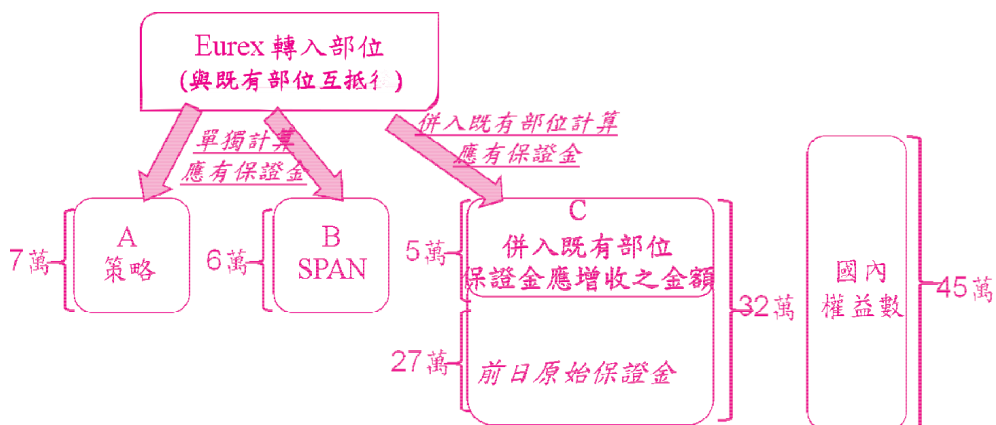 Eurex 轉入部位
(與既有部位互抵後)
單獨計算
應有保證金
併入既有部位計算
應有保證金
7萬
A
策略
6萬
B
SPAN
5萬
C
併入既有部位
保證金應增收之金額
27萬
前日原始保證金
32萬
國內
權益數
45萬